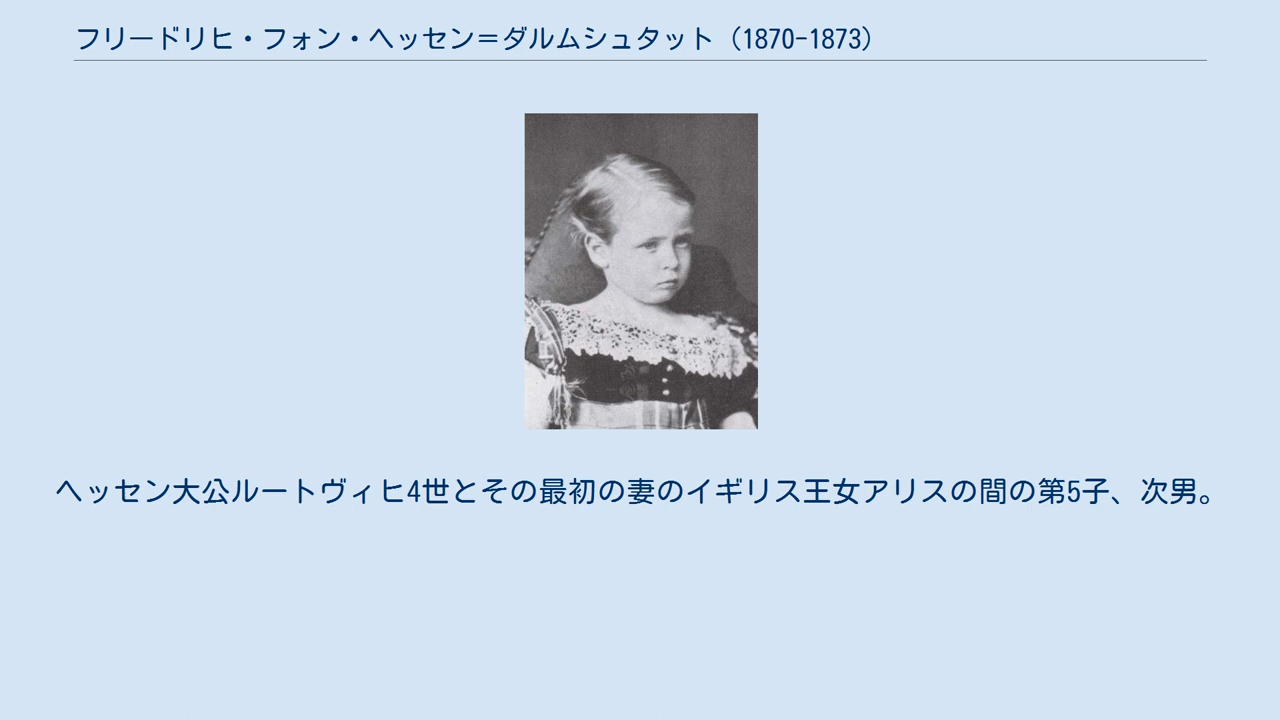 フリードリヒ・フォン・ヘッセン＝ダルムシュタット（1870-1873）
ヘッセン大公ルートヴィヒ4世とその最初の妻のイギリス王女アリスの間の第5子、次男。